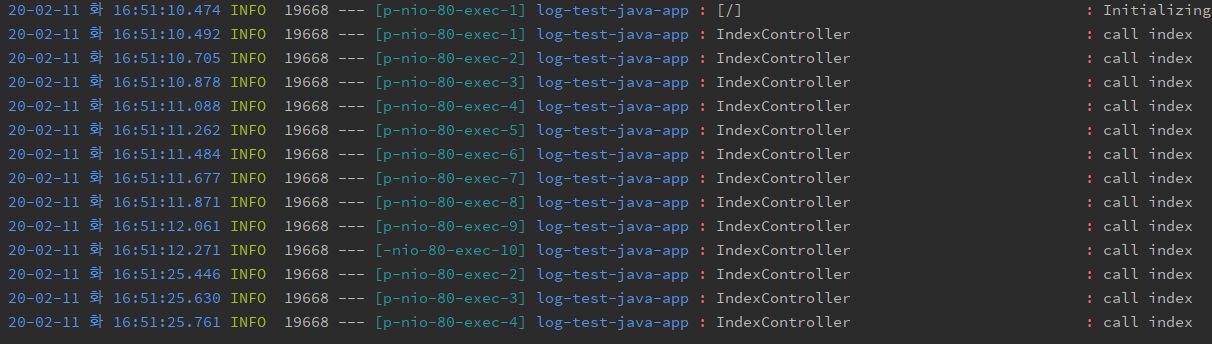 20-02-11 화 16:51:10.474 INFO  19668 --- [p-nio-80-exec-1] log-test-java-app : [/] : Initializing
20-02-11 화 16:51:10.492 INFO  19668 --- [p-nio-80-exec-1] log-test-java-app : IndexController : call index
20-02-11 화 16:51:10.705 INFO  19668 --- [p-nio-80-exec-2] log-test-java-app : IndexController : call index
20-02-11 화 16:51:10.878 INFO  19668 --- [p-nio-80-exec-3] log-test-java-app : IndexController : call index
20-02-11 화 16:51:11.088 INFO  19668 --- [p-nio-80-exec-4] log-test-java-app : IndexController : call index
20-02-11 화 16:51:11.262 INFO  19668 --- [p-nio-80-exec-5] log-test-java-app : IndexController : call index
20-02-11 화 16:51:11.484 INFO  19668 --- [p-nio-80-exec-6] log-test-java-app : IndexController : call index
20-02-11 화 16:51:11.677 INFO  19668 --- [p-nio-80-exec-7] log-test-java-app : IndexController : call index
20-02-11 화 16:51:11.871 INFO  19668 --- [p-nio-80-exec-8] log-test-java-app : IndexController : call index
20-02-11 화 16:51:12.061 INFO  19668 --- [p-nio-80-exec-9] log-test-java-app : IndexController : call index
20-02-11 화 16:51:12.271 INFO  19668 --- [-nio-80-exec-10] log-test-java-app : IndexController : call index
20-02-11 화 16:51:25.446 INFO  19668 --- [p-nio-80-exec-2] log-test-java-app : IndexController : call index
20-02-11 화 16:51:25.630 INFO  19668 --- [p-nio-80-exec-3] log-test-java-app : IndexController : call index
20-02-11 화 16:51:25.761 INFO  19668 --- [p-nio-80-exec-4] log-test-java-app : IndexController : call index